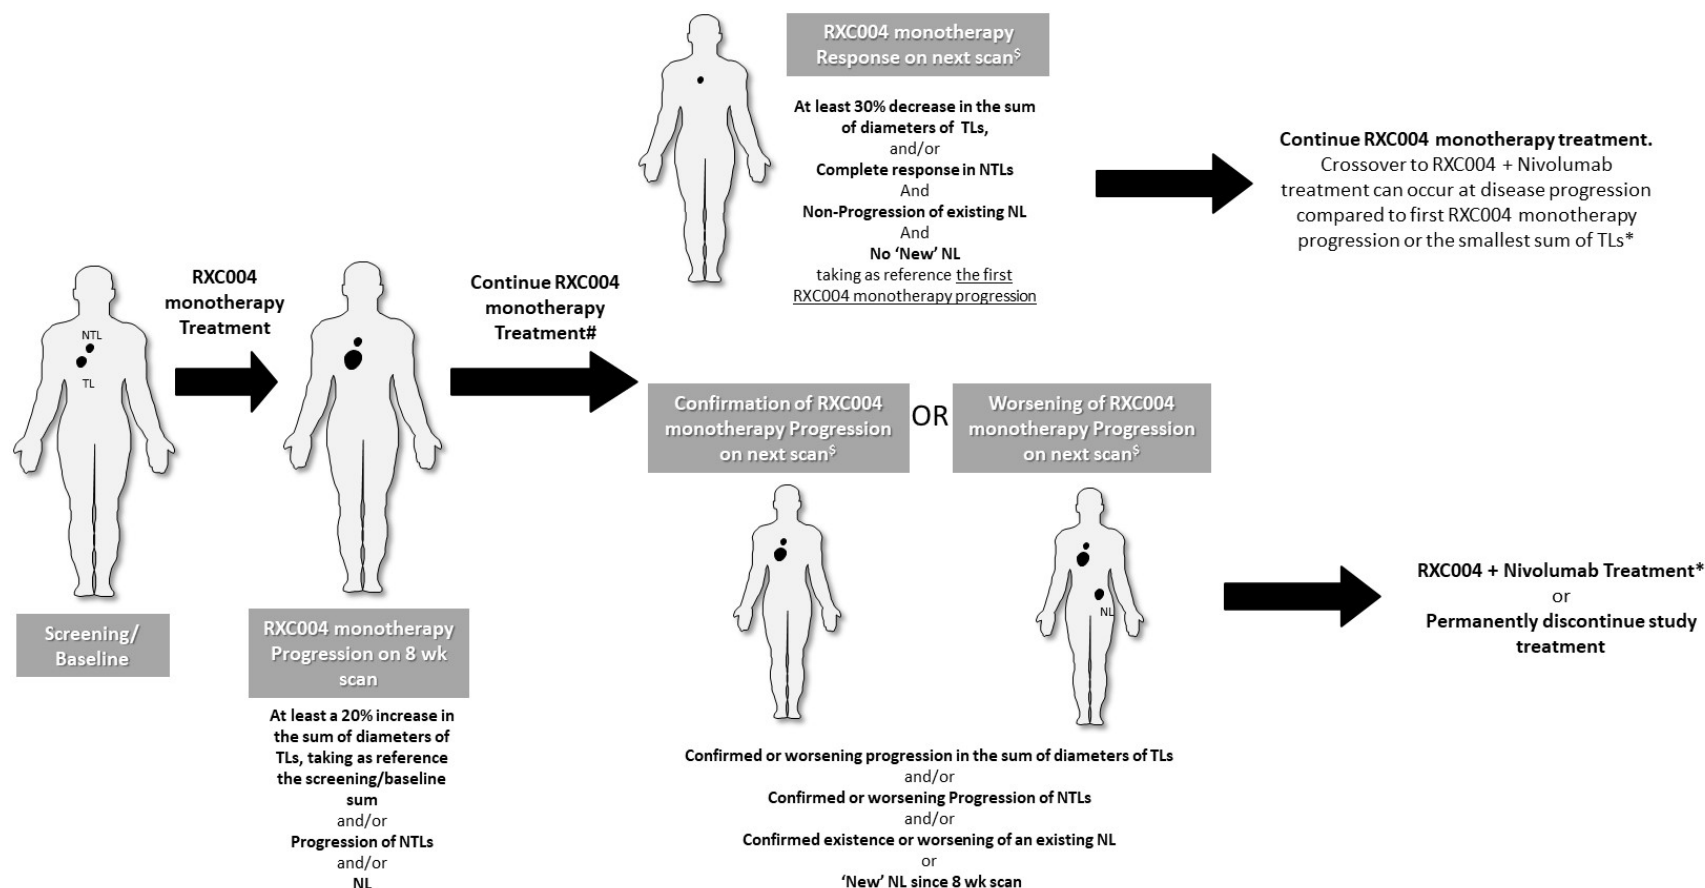 RXC004 monotherapy
Response on next scan$
At least 30% decrease in the sum
of diameters of TLs,
and/or
Complete response in NTLs
And
Non-Progression of existing NL
And
No ‘New’ NL
taking as reference the first
RXC004 monotherapy progression
Continue RXC004 monotherapy treatment.
Crossover to RXC004 + Nivolumab
treatment can occur at disease progression
compared to first RXC004 monotherapy
progression or the smallest sum of TLs*
RXC004
monotherapy
Treatment
Continue RXC004
monotherapy
Treatment#
NTL
TL
Screening/
Baseline
RXC004 monotherapy
Progression on 8 wk
scan
At least a 20% increase in
the sum of diameters of
TLs, taking as reference
the screening/baseline
sum
and/or
Progression of NTLs
and/or
NL
Confirmation of RXC004
monotherapy Progression
on next scan$
OR
Worsening of RXC004
monotherapy Progression
on next scan$
NL
Confirmed or worsening progression in the sum of diameters of TLs
and/or
Confirmed or worsening Progression of NTLs
and/or
Confirmed existence or worsening of an existing NL
or
‘New’ NL since 8 wk scan
RXC004 + Nivolumab Treatment*
or
Permanently discontinue study
treatment